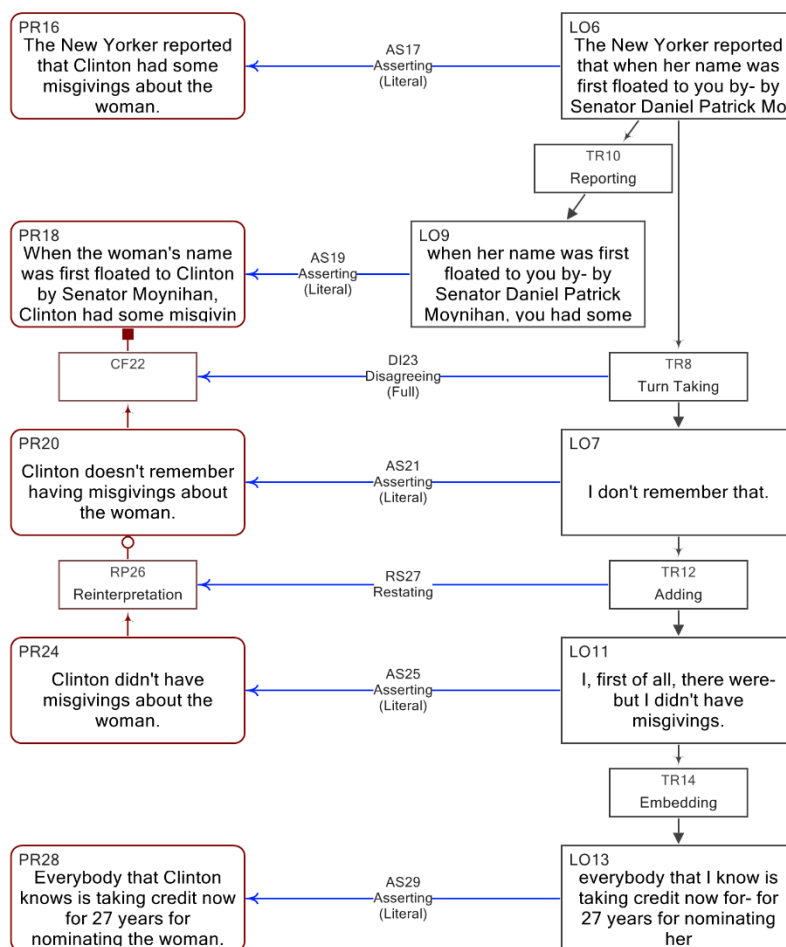 PR16
The New Yorker reported
that Clinton had some
misgivings about the
woman.
AS17
Asserting
(Literal)
LO6
The New Yorker reported
that when her name was
first floated to you by- by
Senator Daniel Patrick Mo
TR10
Reporting
PR18
When the woman's name
was first floated to Clinton
by Senator Moynihan,
Clinton had some misgivin
AS19
Asserting
(Literal)
LO9
when her name was first
floated to you by- by
Senator Daniel Patrick
Moynihan, you had some
CF22
DI23
Disagreeing
(Full)
TR8
Turn Taking
PR20
Clinton doesn't remember
having misgivings about
the woman.
AS21
Asserting
(Literal)
LO7
I don't remember that.
RP26
Reinterpretation
RS27
Restating
TR12
Adding
PR24
Clinton didn't have
misgivings about the
woman.
AS25
Asserting
(Literal)
LO11
I, first of all, there were-
but I didn't have
misgivings.
TR14
Embedding
PR28
Everybody that Clinton
knows is taking credit now
for 27 years for
nominating the woman.
AS29
Asserting
(Literal)
LO13
everybody that I know is
taking credit now for- for
27 years for nominating
her